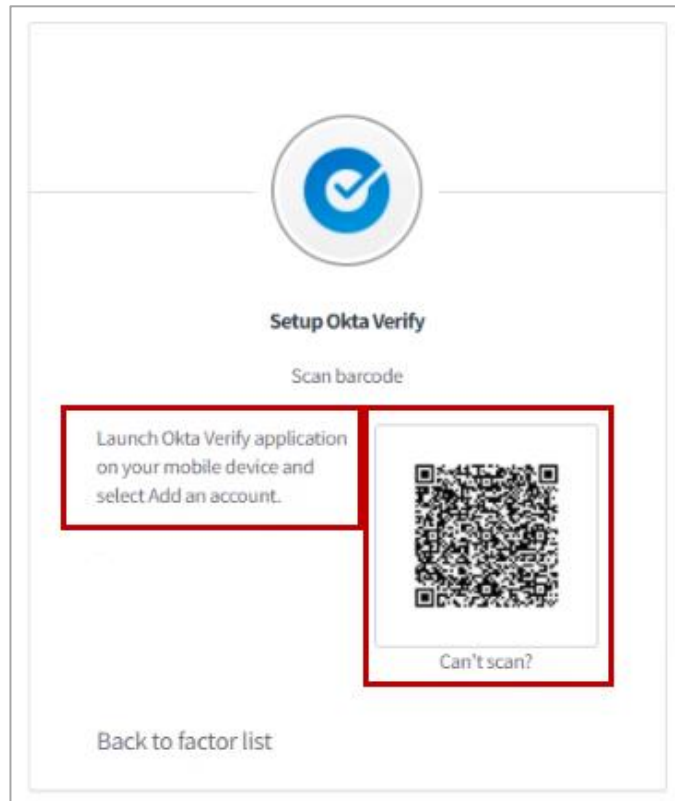 Setup Okta Verify
Scan barcode
Launch Okta Verify application
on your mobile device and
select Add an account.
Can't scan?
Back to factor list